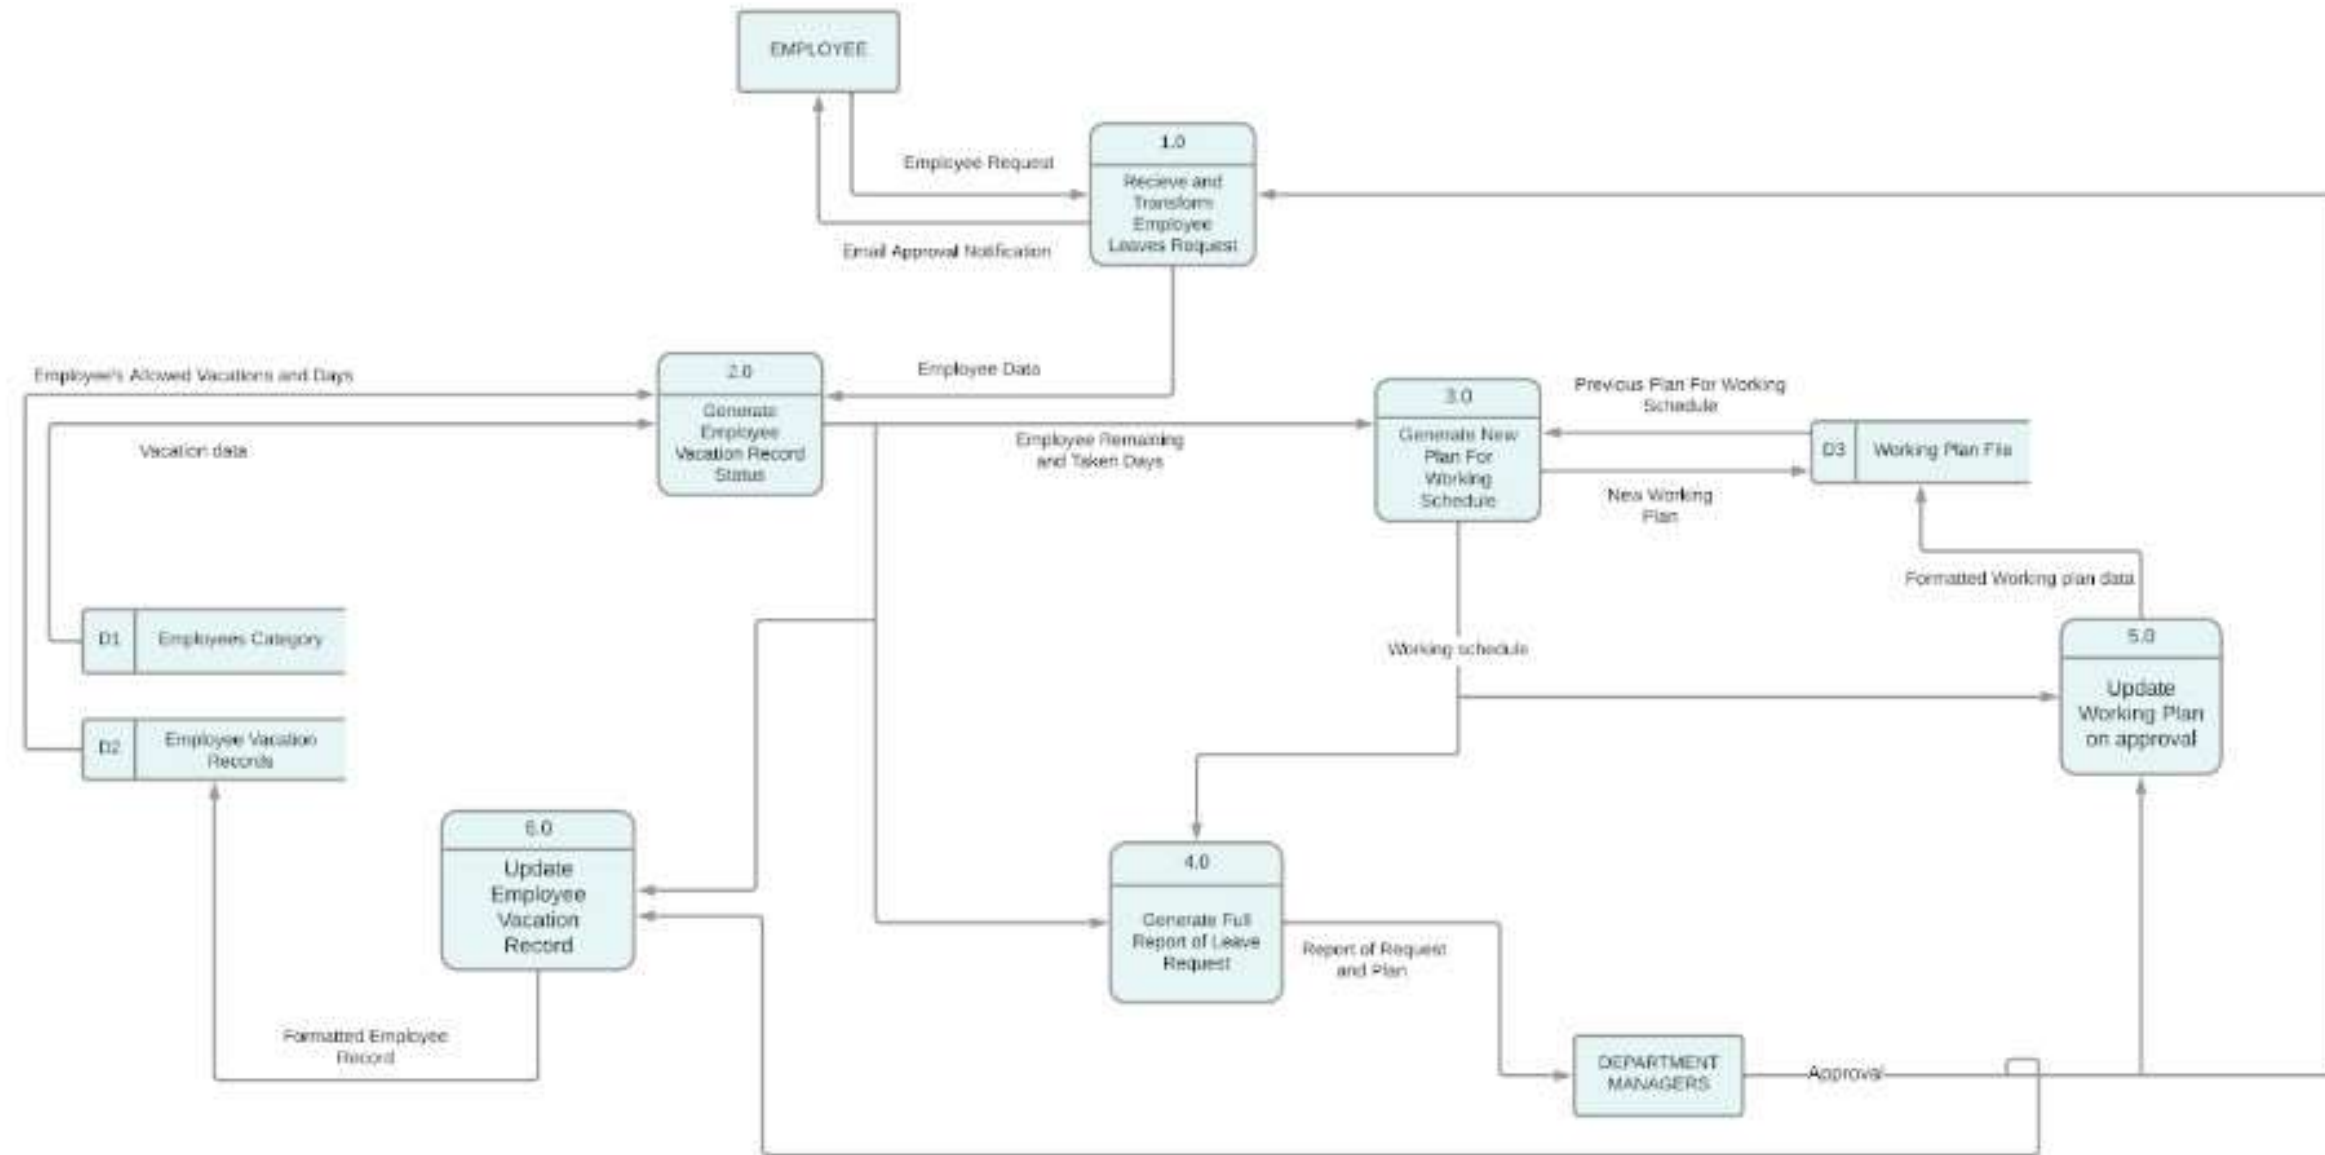 EMPLOYEE
1.0
Recieve and
Transform
Employee
Leaves Request
Employee Request
Email Approval Notification
Employee's Allowed Vacations and Days
Vacation data
2.0
Generate
Employee
Vacation Record
Status
Employee Data
Employee Remaining
and Taken Days
3.0
Generate New
Plan For
Working
Schedule
Previous Plan For Working
Schedule
D3
Working Plan File
New Working
Plan
Formatted Working plan data
D1
Employees Category
D2
Employee Vacation
Records
Working schedule
5.0
Update
Working Plan
on approval
6.0
Update
Employee
Vacation
Record
4.0
Generate Full
Report of Leave
Request
Report of Request
and Plan
Formatted Employee
Record
DEPARTMENT
MANAGERS
Approval